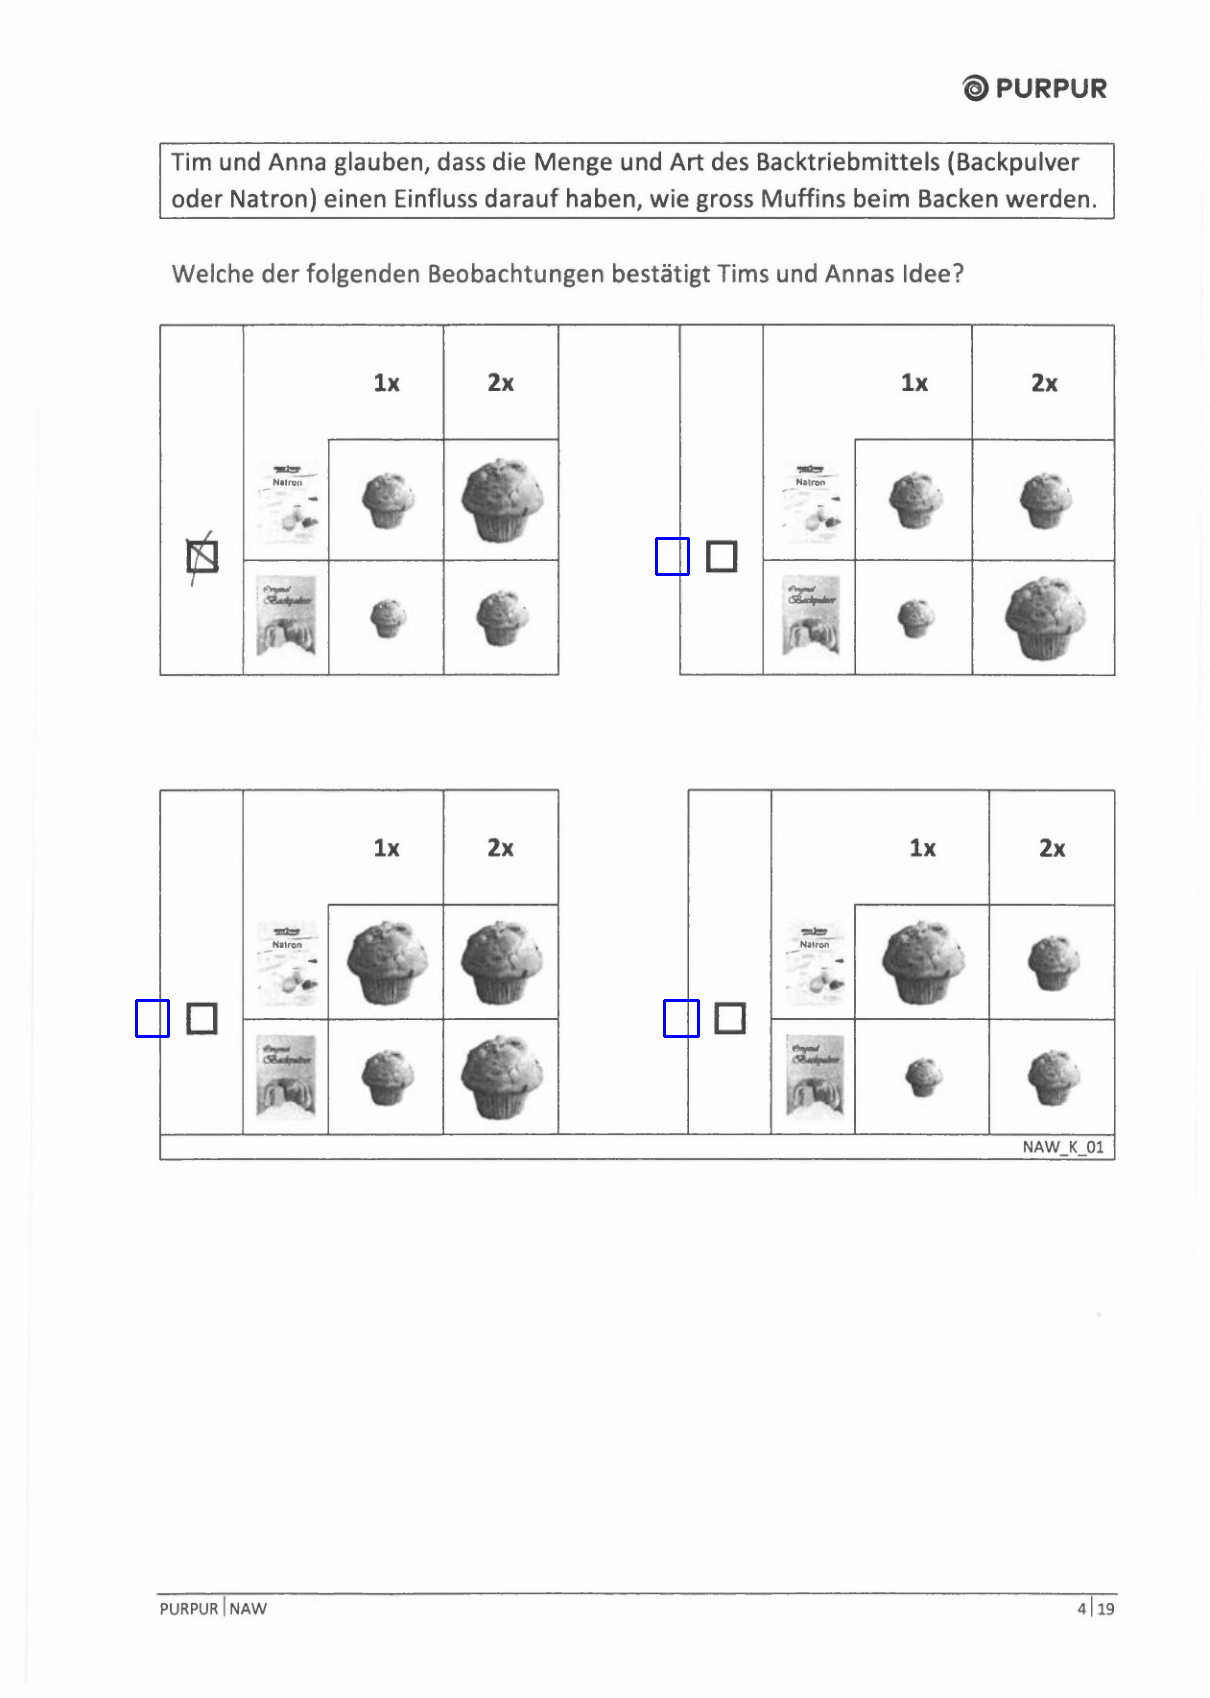 PURPUR
Tim und Anna glauben, dass die Menge und Art des Backtriebmittels (Backpulver
oder Natron) einen Einfluss darauf haben, wie gross Muffins beim Backen werden.
Welche der folgenden Beobachtungen bestätigt Tims und Annas Idee?
1x 2x 1x 2x
Natron Natron
Original Original
Backpulver Backpulver
1x 2x 1x 2x
Natron Natron
Original Original
Backpulver Backpulver
NAW_K_01
PURPUR | NAW 4 | 19